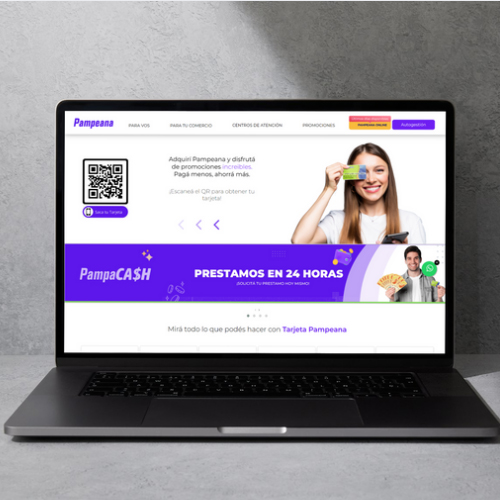 Pampeana
PARA VOS
PARA TU COMERCIO
CENTROS DE ATENCIÓN
PROMOCIONES
PAMPEANA ONLINE
Autogestión
Adquirí Pampeana y disfrutá
de promociones increíbles.
Pagá menos, ahorrá más.
¡Escaneá el QR para obtener tu
tarjeta!
PampaCA$H
PRESTAMOS EN 24 HORAS
¡SOLICITÁ TU PRESTAMO HOY MISMO!
Mirá todo lo que podés hacer con Tarjeta Pampeana